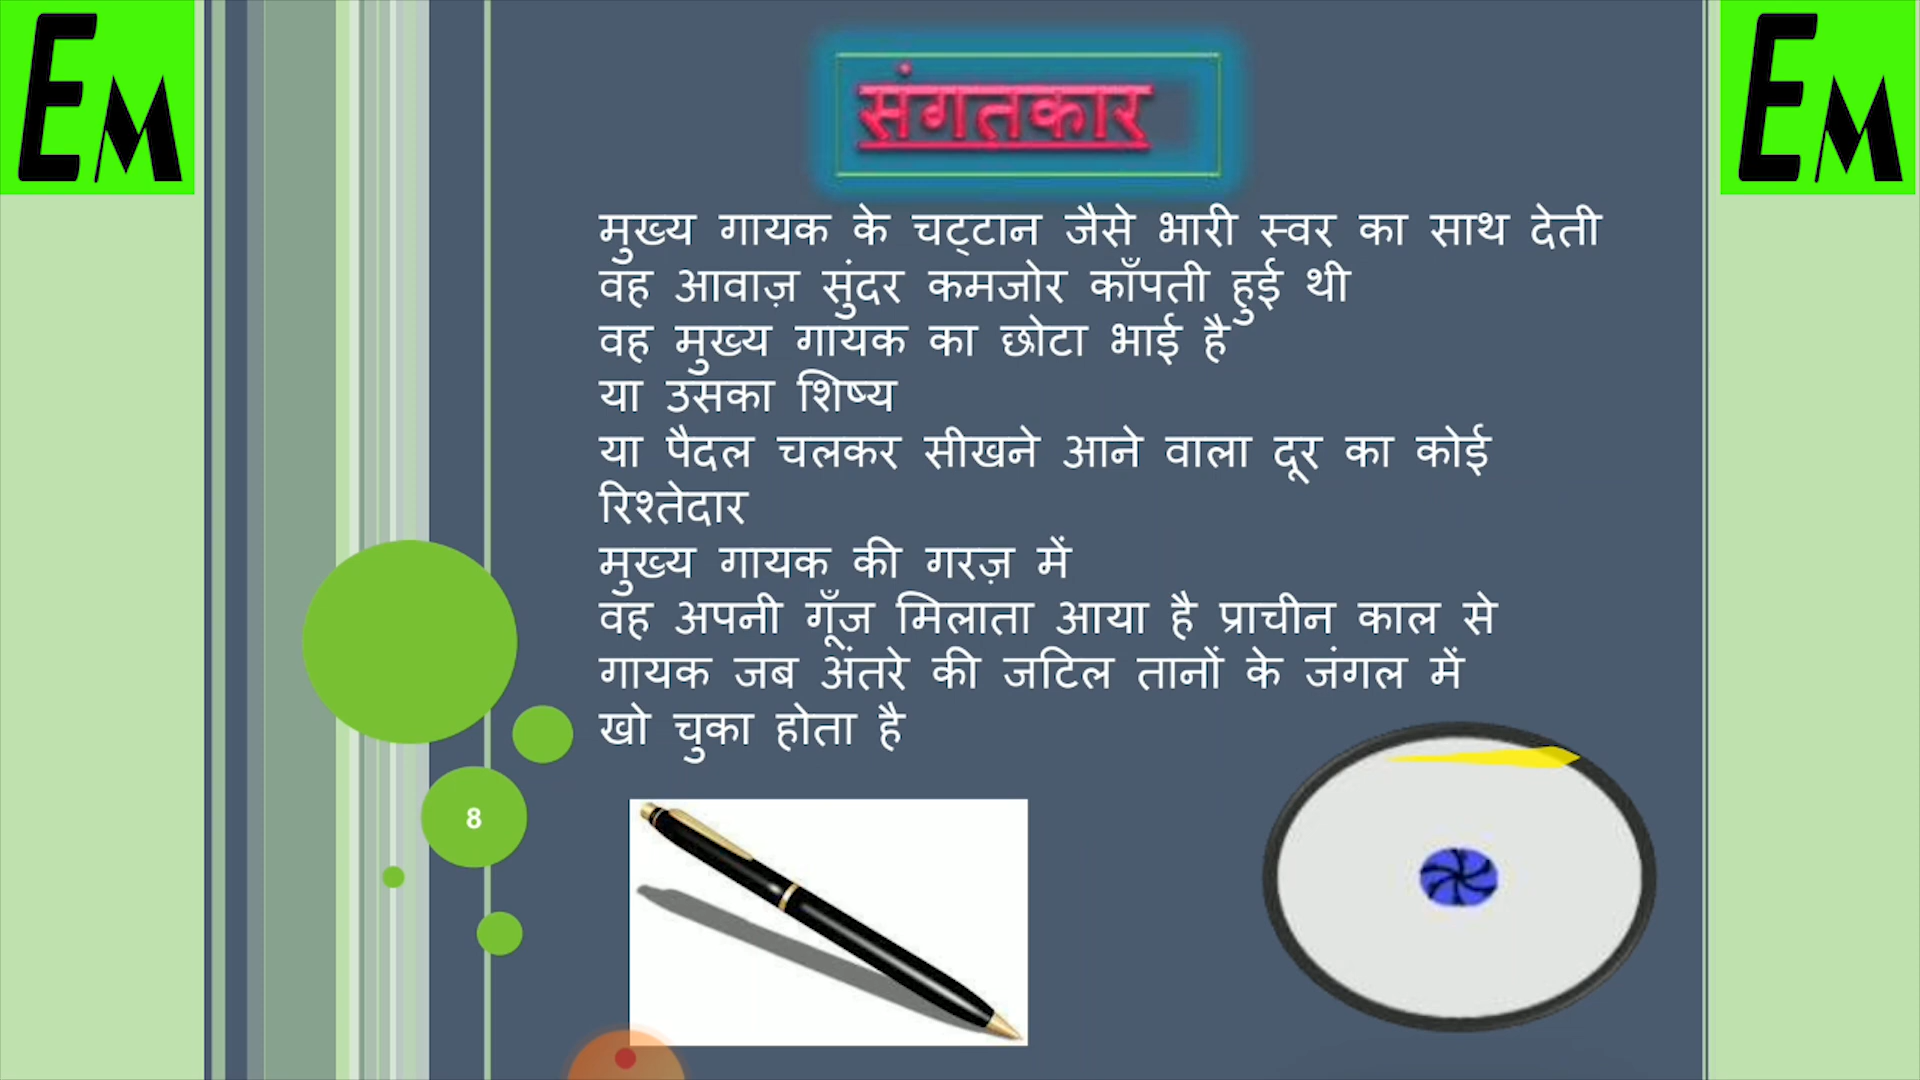 EM
EM
संगतकार
मुख्य गायक के चट्टान जैसे भारी स्वर का साथ देती
वह आवाज़ सुंदर कमजोर काँपती हुई थी
वह मुख्य गायक का छोटा भाई है
या उसका शिष्य
या पैदल चलकर सीखने आने वाला दूर का कोई
रिश्तेदार
मुख्य गायक की गरज़ में
वह अपनी गूँज मिलाता आया है प्राचीन काल से
गायक जब अंतरे की जटिल तानों के जंगल में
खो चुका होता है
8